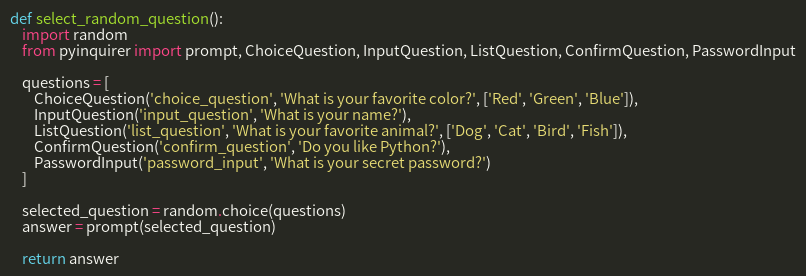 def select_random_question():
    import random
    from pyinquirer import prompt, ChoiceQuestion, InputQuestion, ListQuestion, ConfirmQuestion, PasswordInput

    questions = [
        ChoiceQuestion('choice_question', 'What is your favorite color?', ['Red', 'Green', 'Blue']),
        InputQuestion('input_question', 'What is your name?'),
        ListQuestion('list_question', 'What is your favorite animal?', ['Dog', 'Cat', 'Bird', 'Fish']),
        ConfirmQuestion('confirm_question', 'Do you like Python?'),
        PasswordInput('password_input', 'What is your secret password?')
    ]

    selected_question = random.choice(questions)
    answer = prompt(selected_question)

    return answer